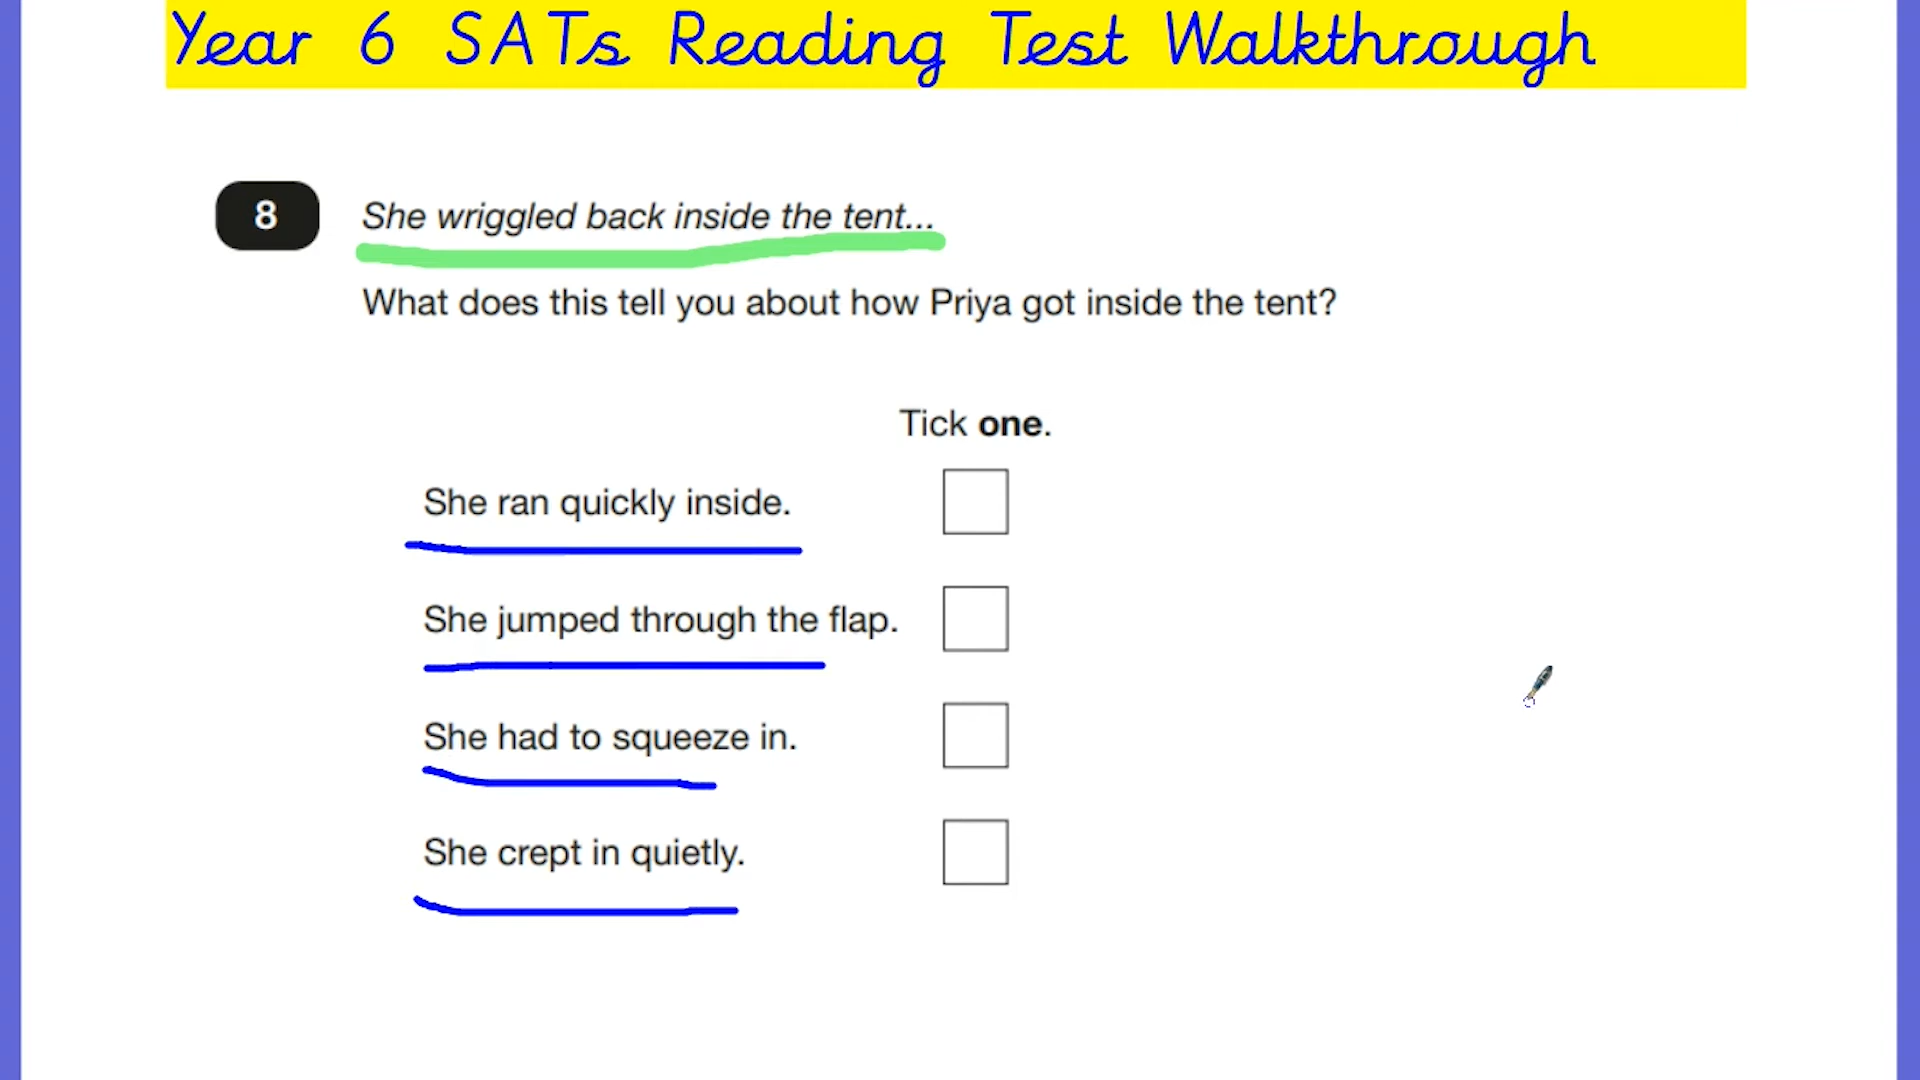 Year 6 SATs Reading Test Walkthrough
8 She wriggled back inside the tent...
What does this tell you about how Priya got inside the tent?
Tick one.
She ran quickly inside.
She jumped through the flap.
She had to squeeze in.
She crept in quietly.